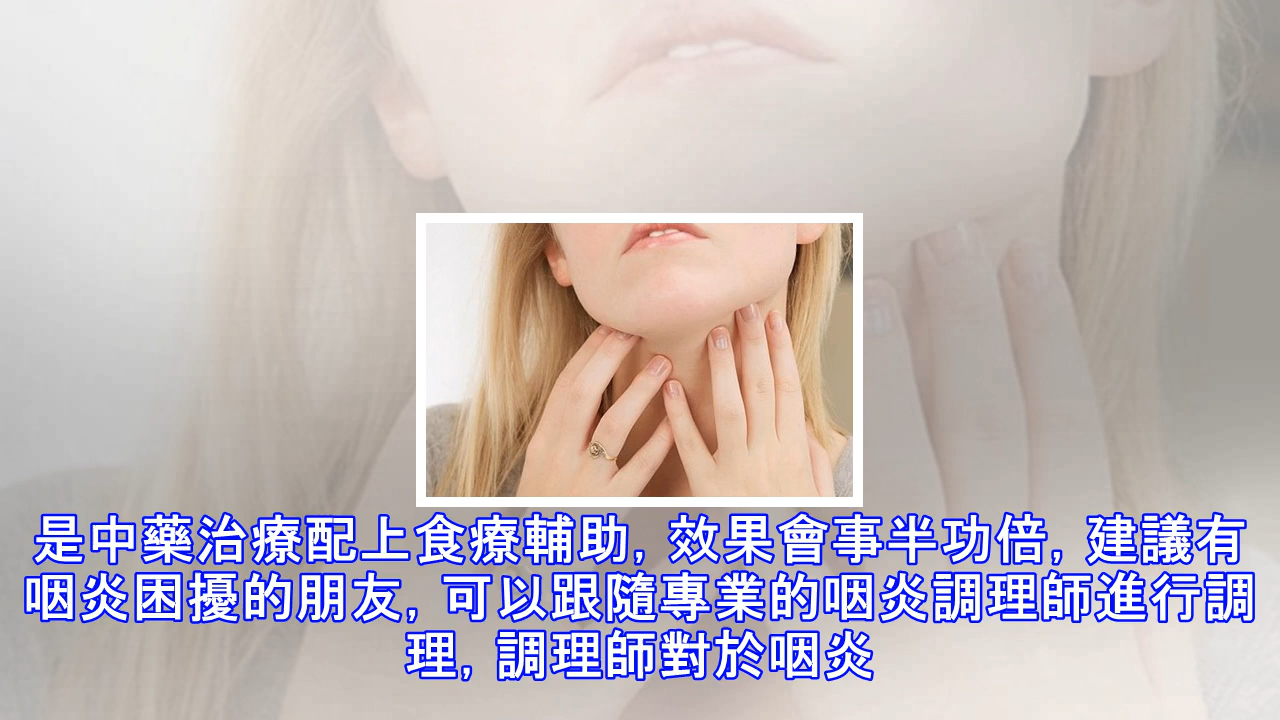 是中藥治療配上食療輔助, 效果會事半功倍, 建議有
咽炎困擾的朋友, 可以跟隨專業的咽炎調理師進行調
理, 調理師對於咽炎